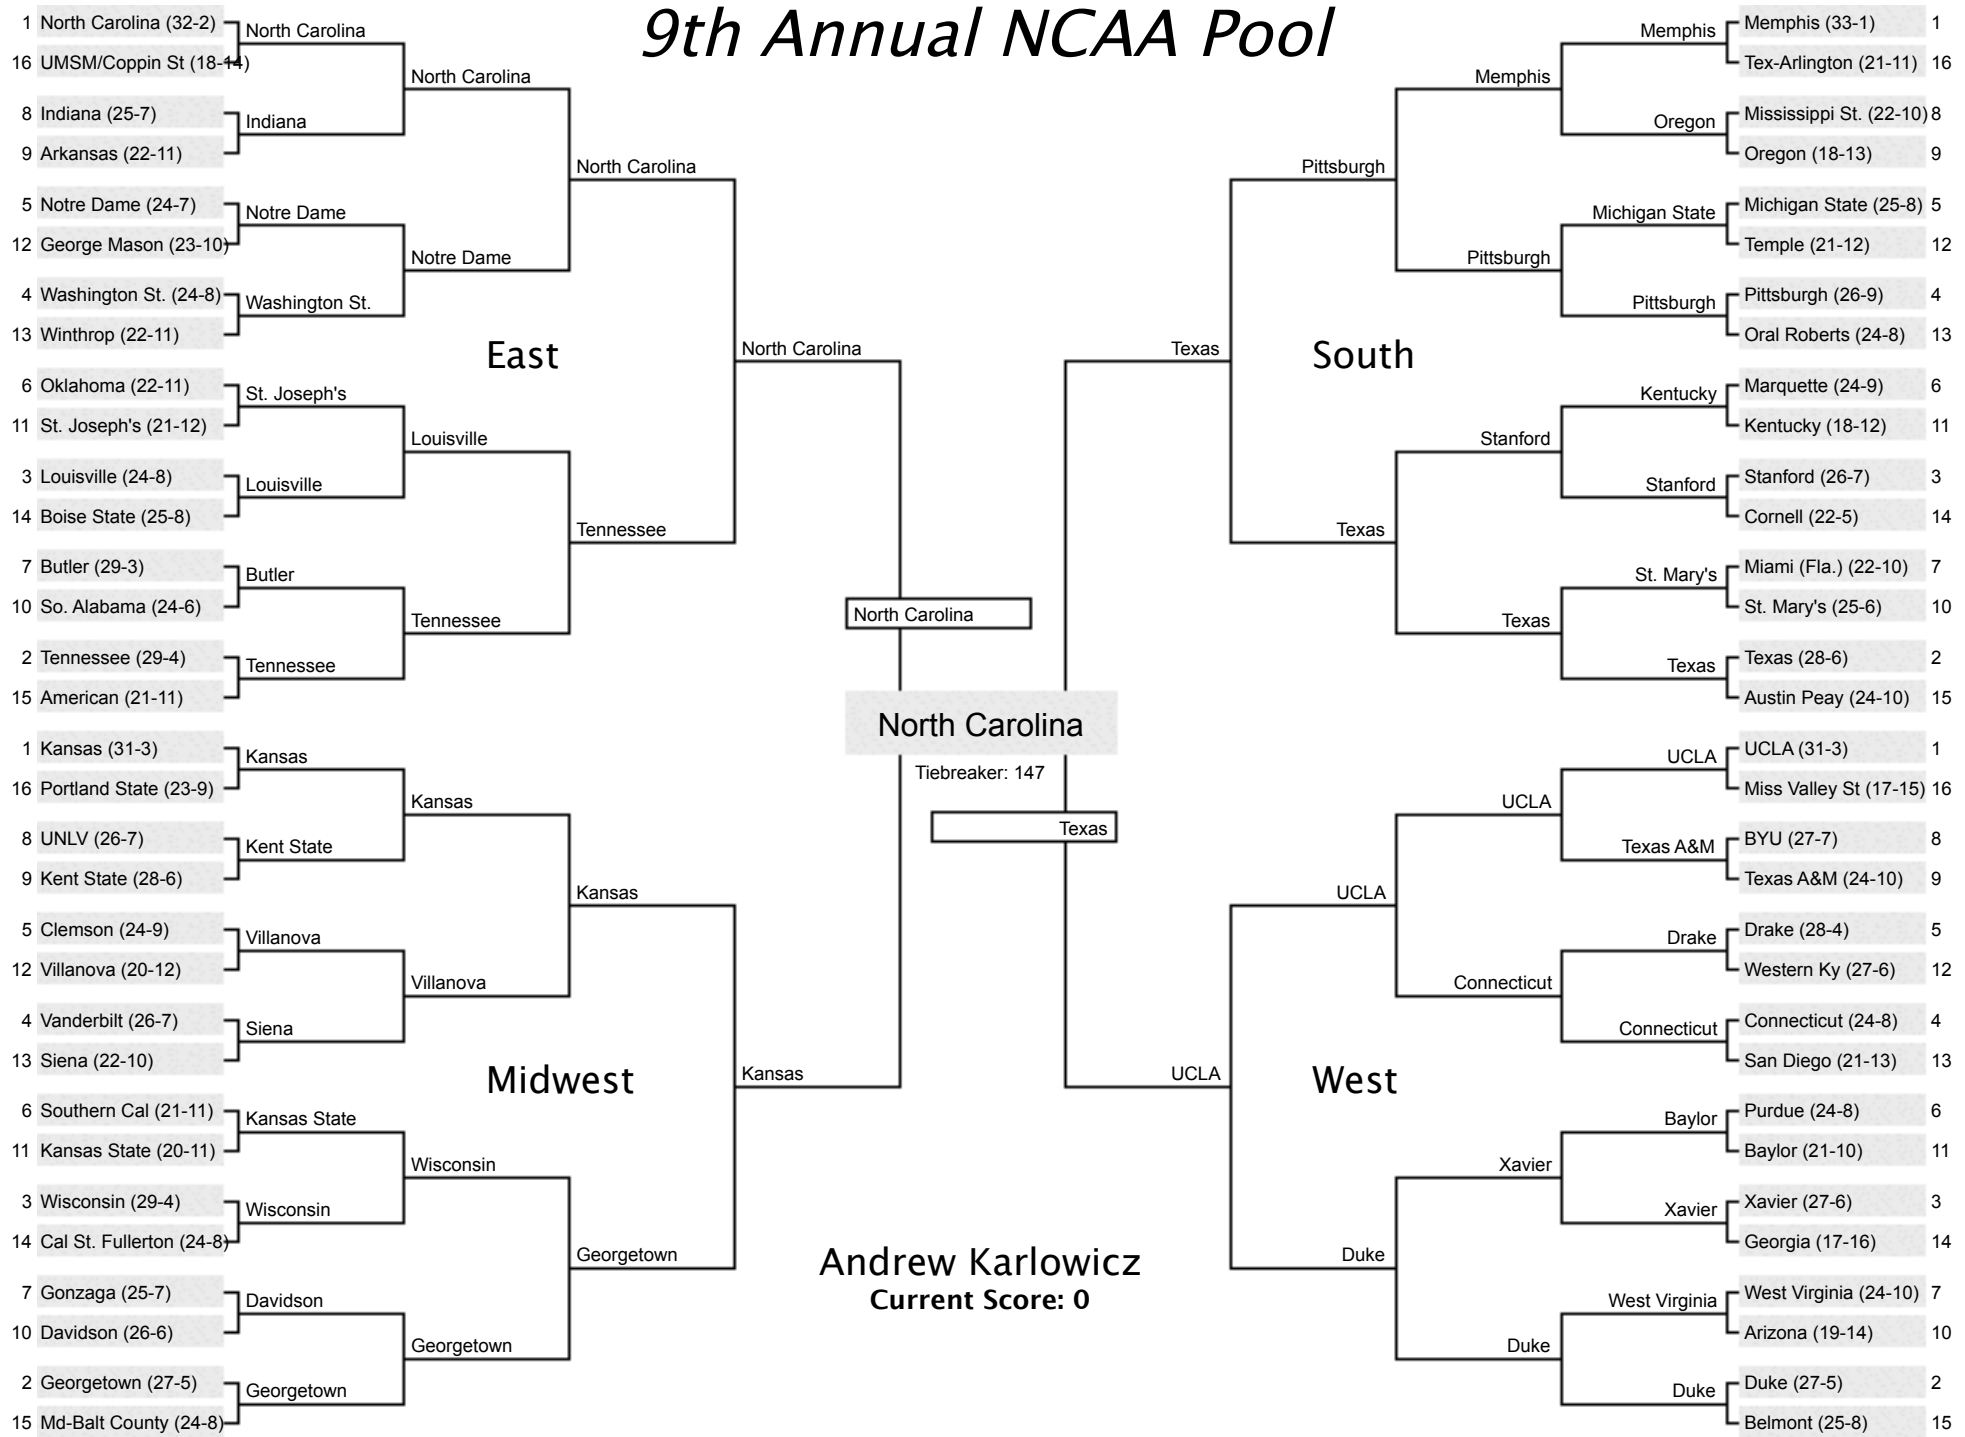 9th Annual NCAA Pool
1 North Carolina (32-2)
16 UMSM/Coppin St (18-14)
8 Indiana (25-7)
9 Arkansas (22-11)
5 Notre Dame (24-7)
12 George Mason (23-10)
4 Washington St. (24-8)
13 Winthrop (22-11)
6 Oklahoma (22-11)
11 St. Joseph's (21-12)
3 Louisville (24-8)
14 Boise State (25-8)
7 Butler (29-3)
10 So. Alabama (24-6)
2 Tennessee (29-4)
15 American (21-11)
North Carolina
Indiana
Notre Dame
Washington St.
St. Joseph's
Louisville
Butler
Tennessee
North Carolina
Notre Dame
Louisville
Tennessee
North Carolina
Tennessee
East
North Carolina
1 Kansas (31-3)
16 Portland State (23-9)
8 UNLV (26-7)
9 Kent State (28-6)
5 Clemson (24-9)
12 Villanova (20-12)
4 Vanderbilt (26-7)
13 Siena (22-10)
6 Southern Cal (21-11)
11 Kansas State (20-11)
3 Wisconsin (29-4)
14 Cal St. Fullerton (24-8)
7 Gonzaga (25-7)
10 Davidson (26-6)
2 Georgetown (27-5)
15 Md-Balt County (24-8)
Kansas
Kent State
Villanova
Siena
Kansas State
Wisconsin
Davidson
Georgetown
Kansas
Villanova
Wisconsin
Georgetown
Kansas
Georgetown
Midwest
Kansas
North Carolina
North Carolina
Tiebreaker: 147
Texas
Andrew Karlowicz
Current Score: 0
Texas
South
Pittsburgh
Texas
Memphis
Pittsburgh
Stanford
Texas
Memphis
Oregon
Michigan State
Pittsburgh
Kentucky
Stanford
St. Mary's
Texas
Memphis (33-1) 1
Tex-Arlington (21-11) 16
Mississippi St. (22-10) 8
Oregon (18-13) 9
Michigan State (25-8) 5
Temple (21-12) 12
Pittsburgh (26-9) 4
Oral Roberts (24-8) 13
Marquette (24-9) 6
Kentucky (18-12) 11
Stanford (26-7) 3
Cornell (22-5) 14
Miami (Fla.) (22-10) 7
St. Mary's (25-6) 10
Texas (28-6) 2
Austin Peay (24-10) 15
UCLA
West
UCLA
Duke
UCLA
Connecticut
Xavier
Duke
UCLA
Texas A&M
Drake
Connecticut
Baylor
Xavier
West Virginia
Duke
UCLA (31-3) 1
Miss Valley St (17-15) 16
BYU (27-7) 8
Texas A&M (24-10) 9
Drake (28-4) 5
Western Ky (27-6) 12
Connecticut (24-8) 4
San Diego (21-13) 13
Purdue (24-8) 6
Baylor (21-10) 11
Xavier (27-6) 3
Georgia (17-16) 14
West Virginia (24-10) 7
Arizona (19-14) 10
Duke (27-5) 2
Belmont (25-8) 15